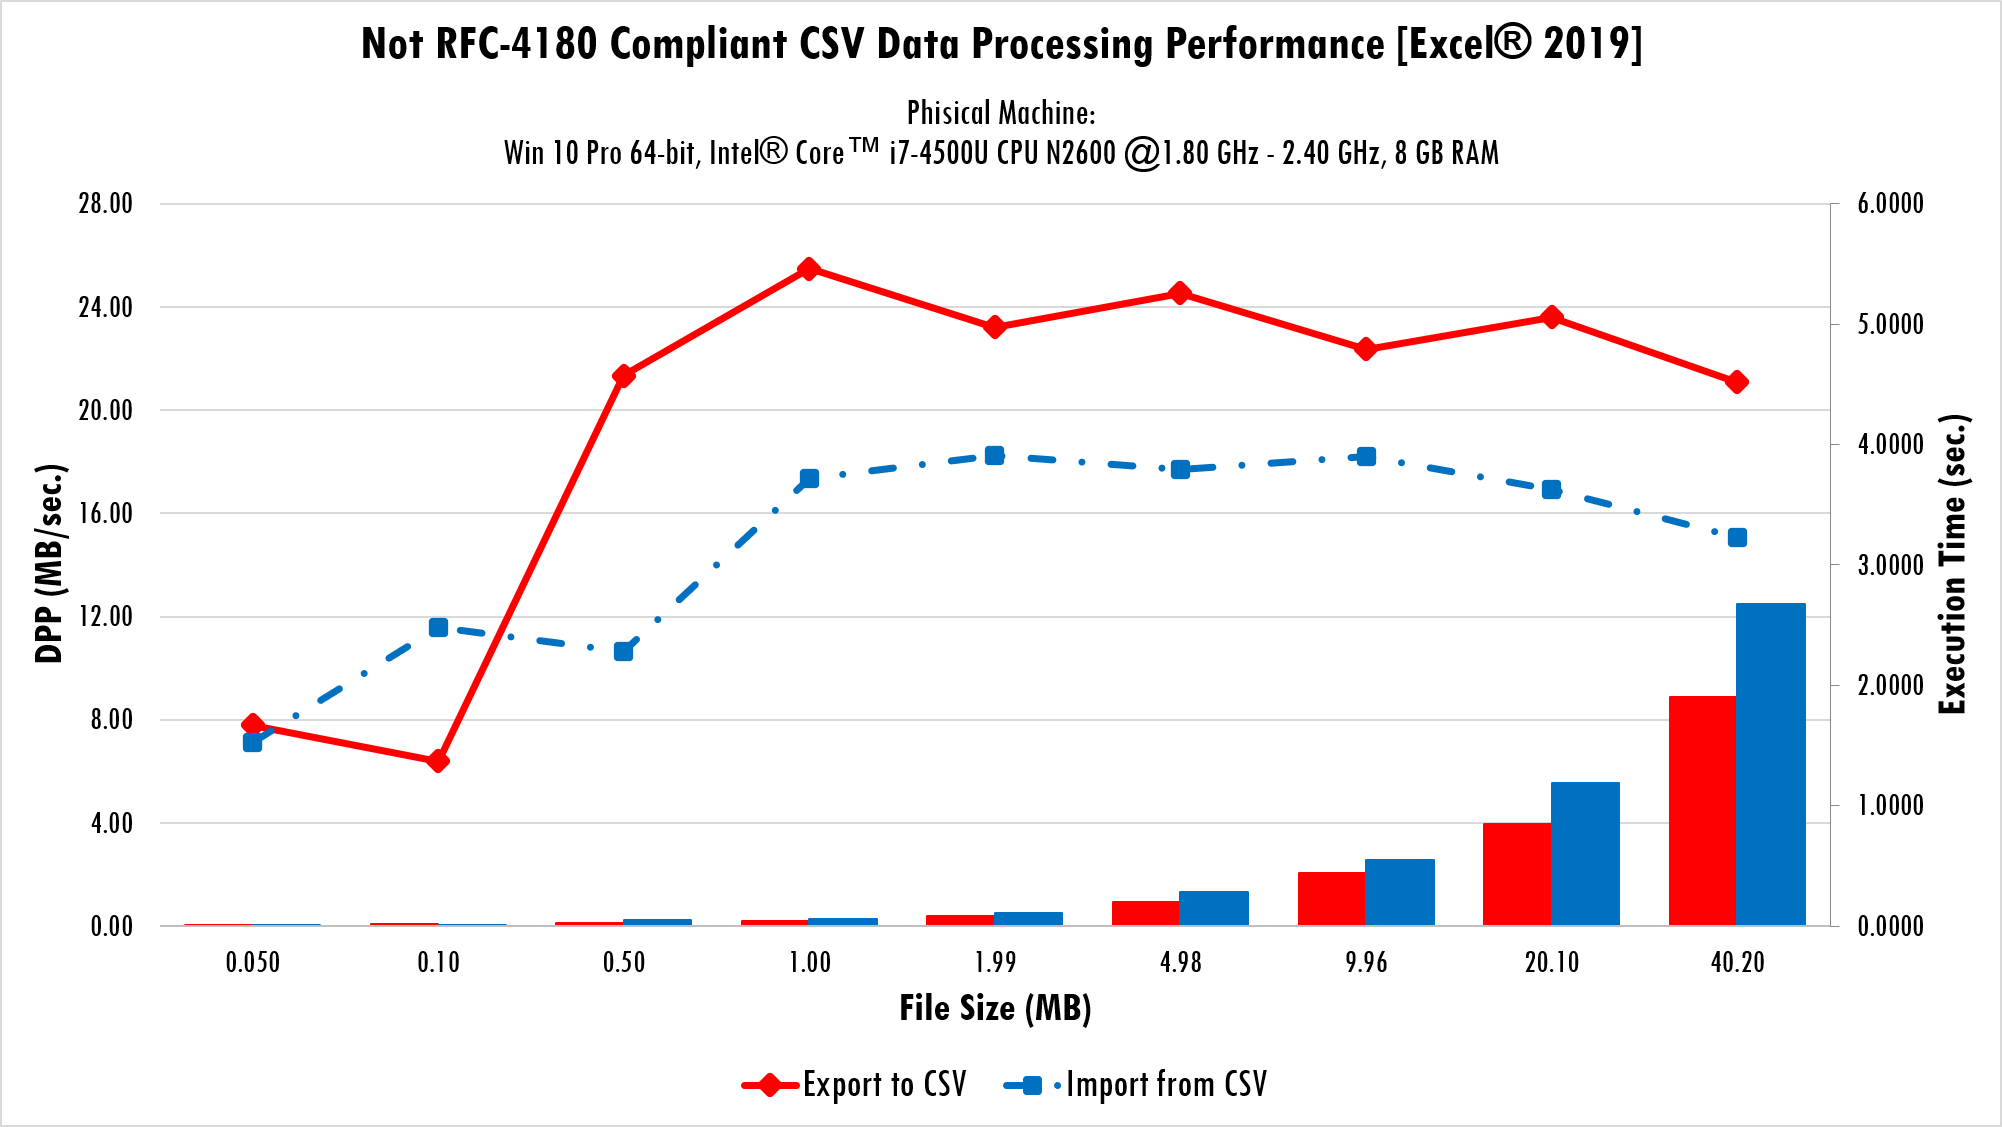 Not RFC-4180 Compliant CSV Data Processing Performance [Excel® 2019]
Phisical Machine:
Win 10 Pro 64-bit, Intel® Core™ i7-4500U CPU N2600 @1.80 GHz - 2.40 GHz, 8 GB RAM
28.00
24.00
20.00
16.00
12.00
8.00
4.00
0.00
DPP (MB/sec.)
6.0000
5.0000
4.0000
3.0000
2.0000
1.0000
0.0000
Execution Time (sec.)
0.050 0.10 0.50 1.00 1.99 4.98 9.96 20.10 40.20
File Size (MB)
Export to CSV Import from CSV